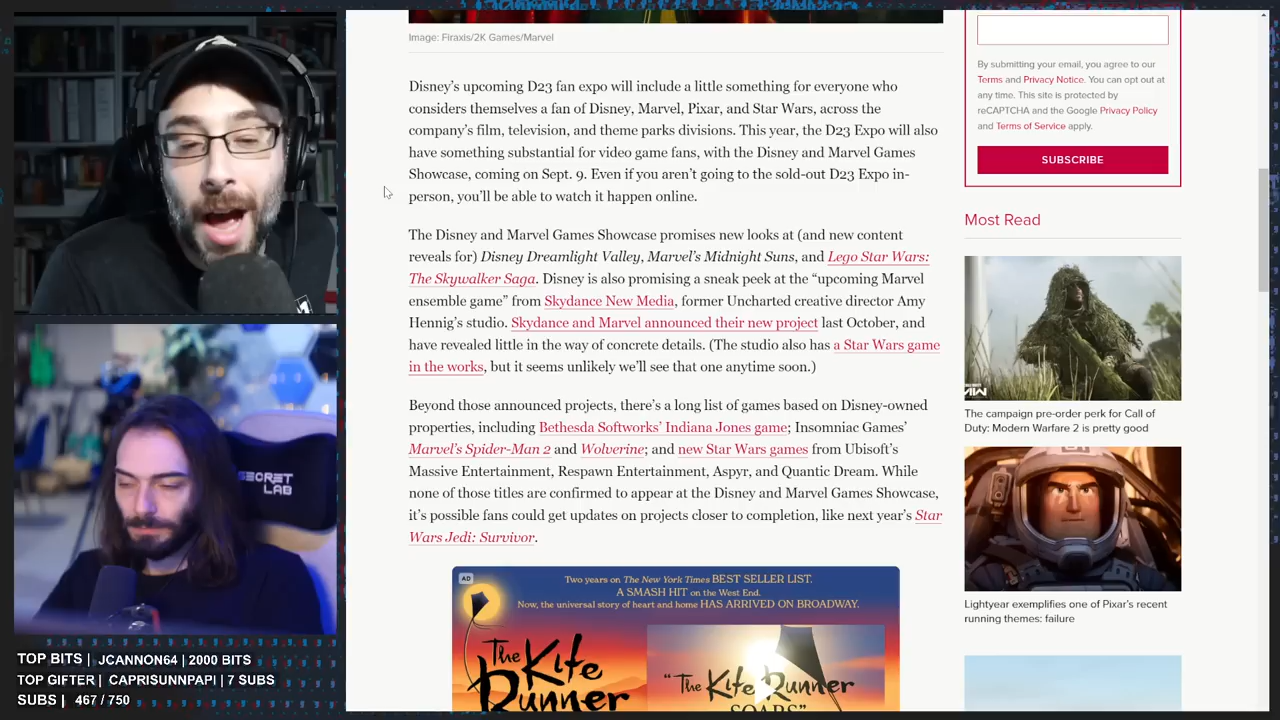 Image: Firaxis/2K Games/Marvel
Disney's upcoming D23 fan expo will include a little something for everyone who
considers themselves a fan of Disney, Marvel, Pixar, and Star Wars, across the
company's film, television, and theme parks divisions. This year, the D23 Expo will also
have something substantial for video game fans, with the Disney and Marvel Games
Showcase, coming on Sept. 9. Even if you aren't going to the sold-out D23 Expo in-
person, you'll be able to watch it happen online.
The Disney and Marvel Games Showcase promises new looks at (and new content
reveals for) Disney Dreamlight Valley, Marvel's Midnight Suns, and Lego Star Wars:
The Skywalker Saga. Disney is also promising a sneak peek at the “upcoming Marvel
ensemble game” from Skydance New Media, former Uncharted creative director Amy
Hennig's studio. Skydance and Marvel announced their new project last October, and
have revealed little in the way of concrete details. (The studio also has a Star Wars game
in the works, but it seems unlikely we'll see that one anytime soon.)
Beyond those announced projects, there's a long list of games based on Disney-owned
properties, including Bethesda Softworks' Indiana Jones game; Insomniac Games'
Marvel's Spider-Man 2 and Wolverine; and new Star Wars games from Ubisoft's
Massive Entertainment, Respawn Entertainment, Aspyr, and Quantic Dream. While
none of those titles are confirmed to appear at the Disney and Marvel Games Showcase,
it's possible fans could get updates on projects closer to completion, like next year's Star
Wars Jedi: Survivor.
AD
Two years on The New York Times BEST SELLER LIST.
A SMASH HIT on the West End.
Now, the universal story of heart and home HAS ARRIVED ON BROADWAY.
The Kite
Runner
“The Kite Runner
SOARS”
By submitting your email, you agree to our
Terms and Privacy Notice. You can opt out at
any time. This site is protected by
reCAPTCHA and the Google Privacy Policy
and Terms of Service apply.
SUBSCRIBE
Most Read
The campaign pre-order perk for Call of
Duty: Modern Warfare 2 is pretty good
Lightyear exemplifies one of Pixar's recent
running themes: failure
SECRET
LAB
TOP BITS | JCANNON64 | 2000 BITS
TOP GIFTER | CAPRISUNNPAPI | 7 SUBS
SUBS | 467 / 750